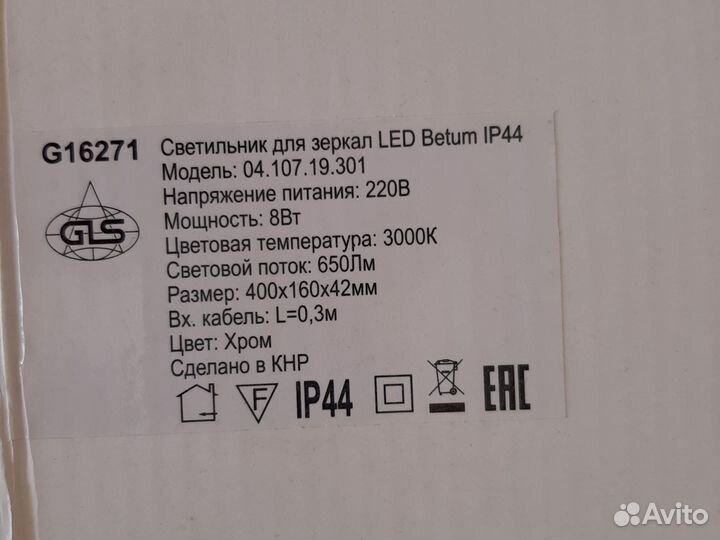 G16271 Светильник для зеркал LED Betum IP44
Модель: 04.107.19.301
Напряжение питания: 220В
Мощность: 8Вт
GLS
Цветовая температура: 3000К
Световой поток: 650Лм
Размер: 400х160х42мм
Вх. кабель: L=0,3м
Цвет: Хром
Сделано в КНР
F IP44 EAC
Avito